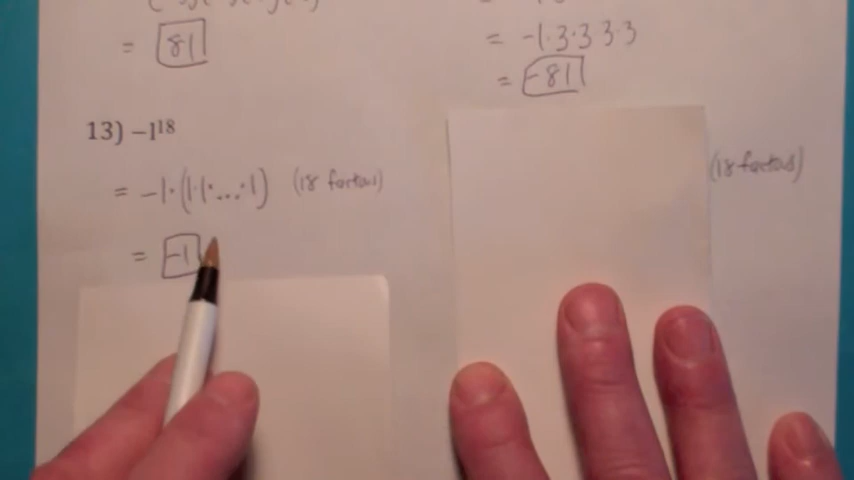 = 81
= -1·3·3 3·3
= -81
13) −1¹⁸
= -1·(1·1·...·1) (18 factors)
= -1
(18 factors)